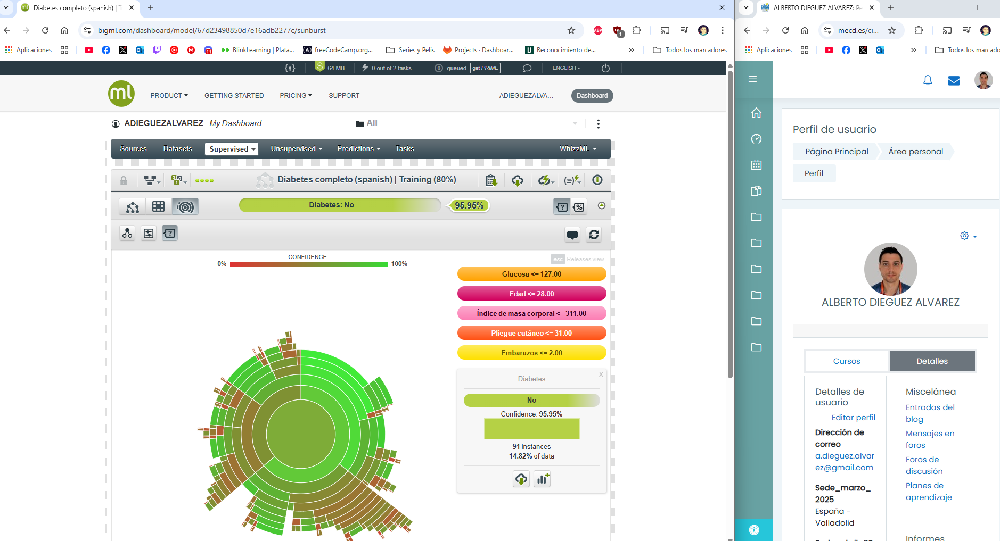 Diabetes completo (spanish) | T
bigml.com/dashboard/model/67d23498850d7e16adb2277c/sunburst
ABP
1
Aplicaciones
11
BlinkLearning | Plata...
freeCodeCamp.org...
Series y Pelis
Projects · Dashboar...
Reconocimiento de...
»
Todos los marcadores
S
64 MB
0 out of 2 tasks
0 queued
get PRIME
ENGLISH
ml
PRODUCT
GETTING STARTED
PRICING
SUPPORT
ADIEGUEZALVA...
Dashboard
ADIEGUEZALVAREZ - My Dashboard
All
Sources
Datasets
Supervised
Unsupervised
Predictions
Tasks
WhizzML
Diabetes completo (spanish) | Training (80%)
Diabetes: No
95.95%
CONFIDENCE
0%
100%
esc Releases view
Glucosa <= 127.00
Edad <= 28.00
Índice de masa corporal <= 311.00
Pliegue cutáneo <= 31.00
Embarazos <= 2.00
X
Diabetes
No
Confidence: 95.95%
91 instances
14.82% of data
ALBERTO DIEGUEZ ALVAREZ: Pe
mecd.es/ci...
Aplicaciones
»
Todos los marcado
Perfil de usuario
Página Principal
Área personal
Perfil
ALBERTO DIEGUEZ ALVAREZ
Cursos
Detalles
Detalles de
usuario
Editar perfil
Dirección de
correo
a.dieguez.alvar
ez@gmail.com
Sede_marzo_
2025
España -
Valladolid
Miscelánea
Entradas del
blog
Mensajes en
foros
Foros de
discusión
Planes de
aprendizaje
Informes